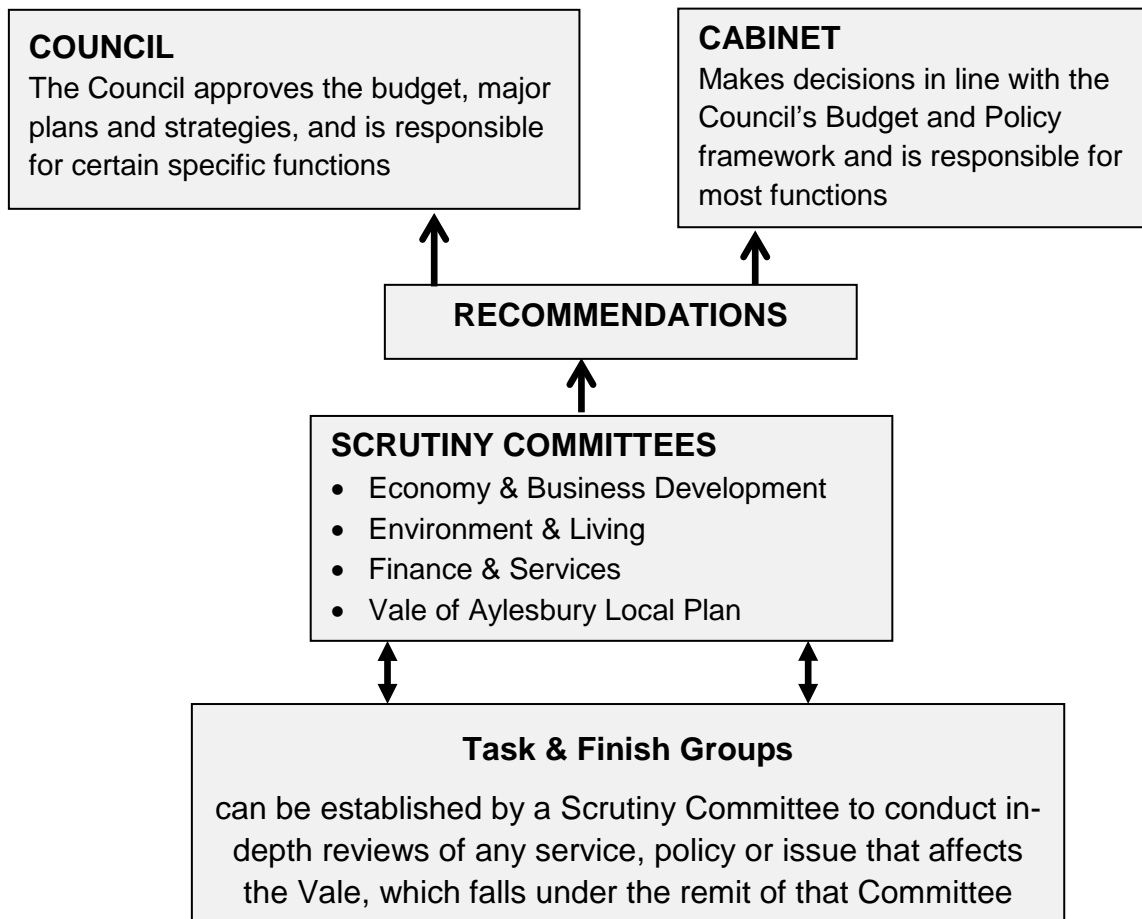 COUNCIL
The Council approves the budget, major
plans and strategies, and is responsible
for certain specific functions
CABINET
Makes decisions in line with the
Council’s Budget and Policy
framework and is responsible for
most functions
RECOMMENDATIONS
SCRUTINY COMMITTEES
• Economy & Business Development
• Environment & Living
• Finance & Services
• Vale of Aylesbury Local Plan
Task & Finish Groups
can be established by a Scrutiny Committee to conduct in-
depth reviews of any service, policy or issue that affects
the Vale, which falls under the remit of that Committee